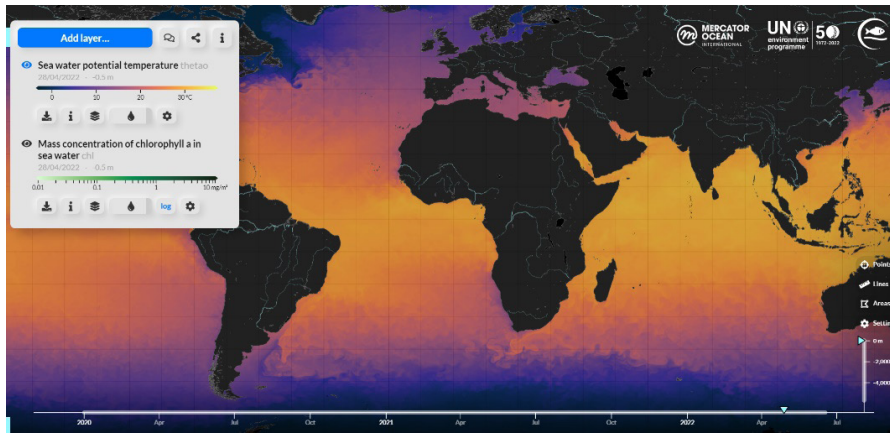 Add layer...
Sea water potential temperature thetao
28/04/2022 - -0.5 m
0 10 20 30°C
Mass concentration of chlorophyll a in
sea water chl
28/04/2022 - -0.5 m
0.01 0.1 1 10 mg/m³
log
MERCATOR
OCEAN
INTERNATIONAL
UN
environment
programme
50
1972-2022
Points
Lines
Areas
Settin
0 m
-2,000
-4,000
2020 Apr Jul Oct 2021 Apr Jul Oct 2022 Apr Jul